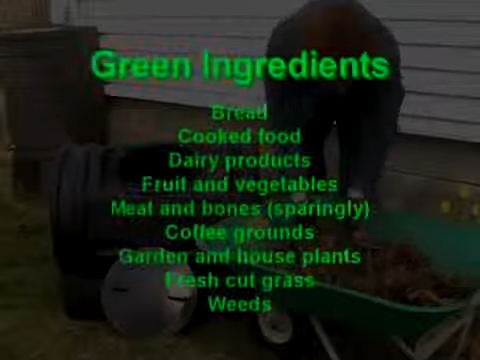 Green Ingredients
Bread
Cooked food
Dairy products
Fruit and vegetables
Meat and bones (sparingly)
Coffee grounds
Garden and house plants
Fresh cut grass
Weeds